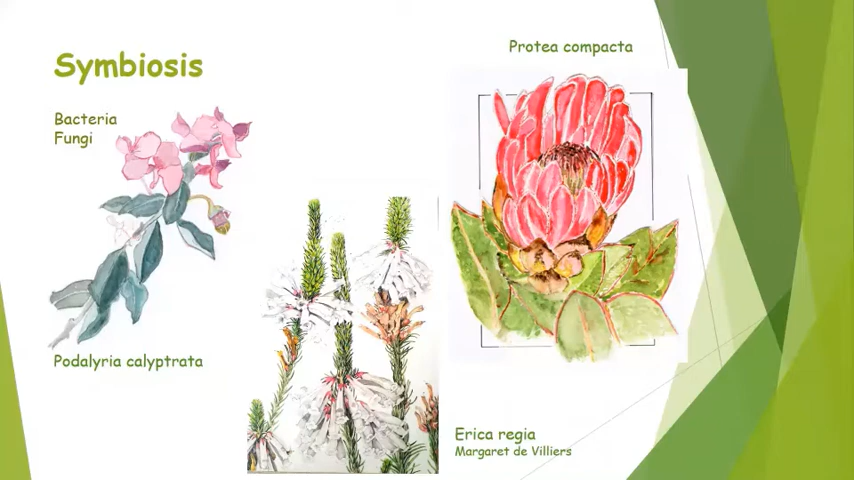 Symbiosis
Bacteria
Fungi
Podalyria calyptrata
Protea compacta
Erica regia
Margaret de Villiers